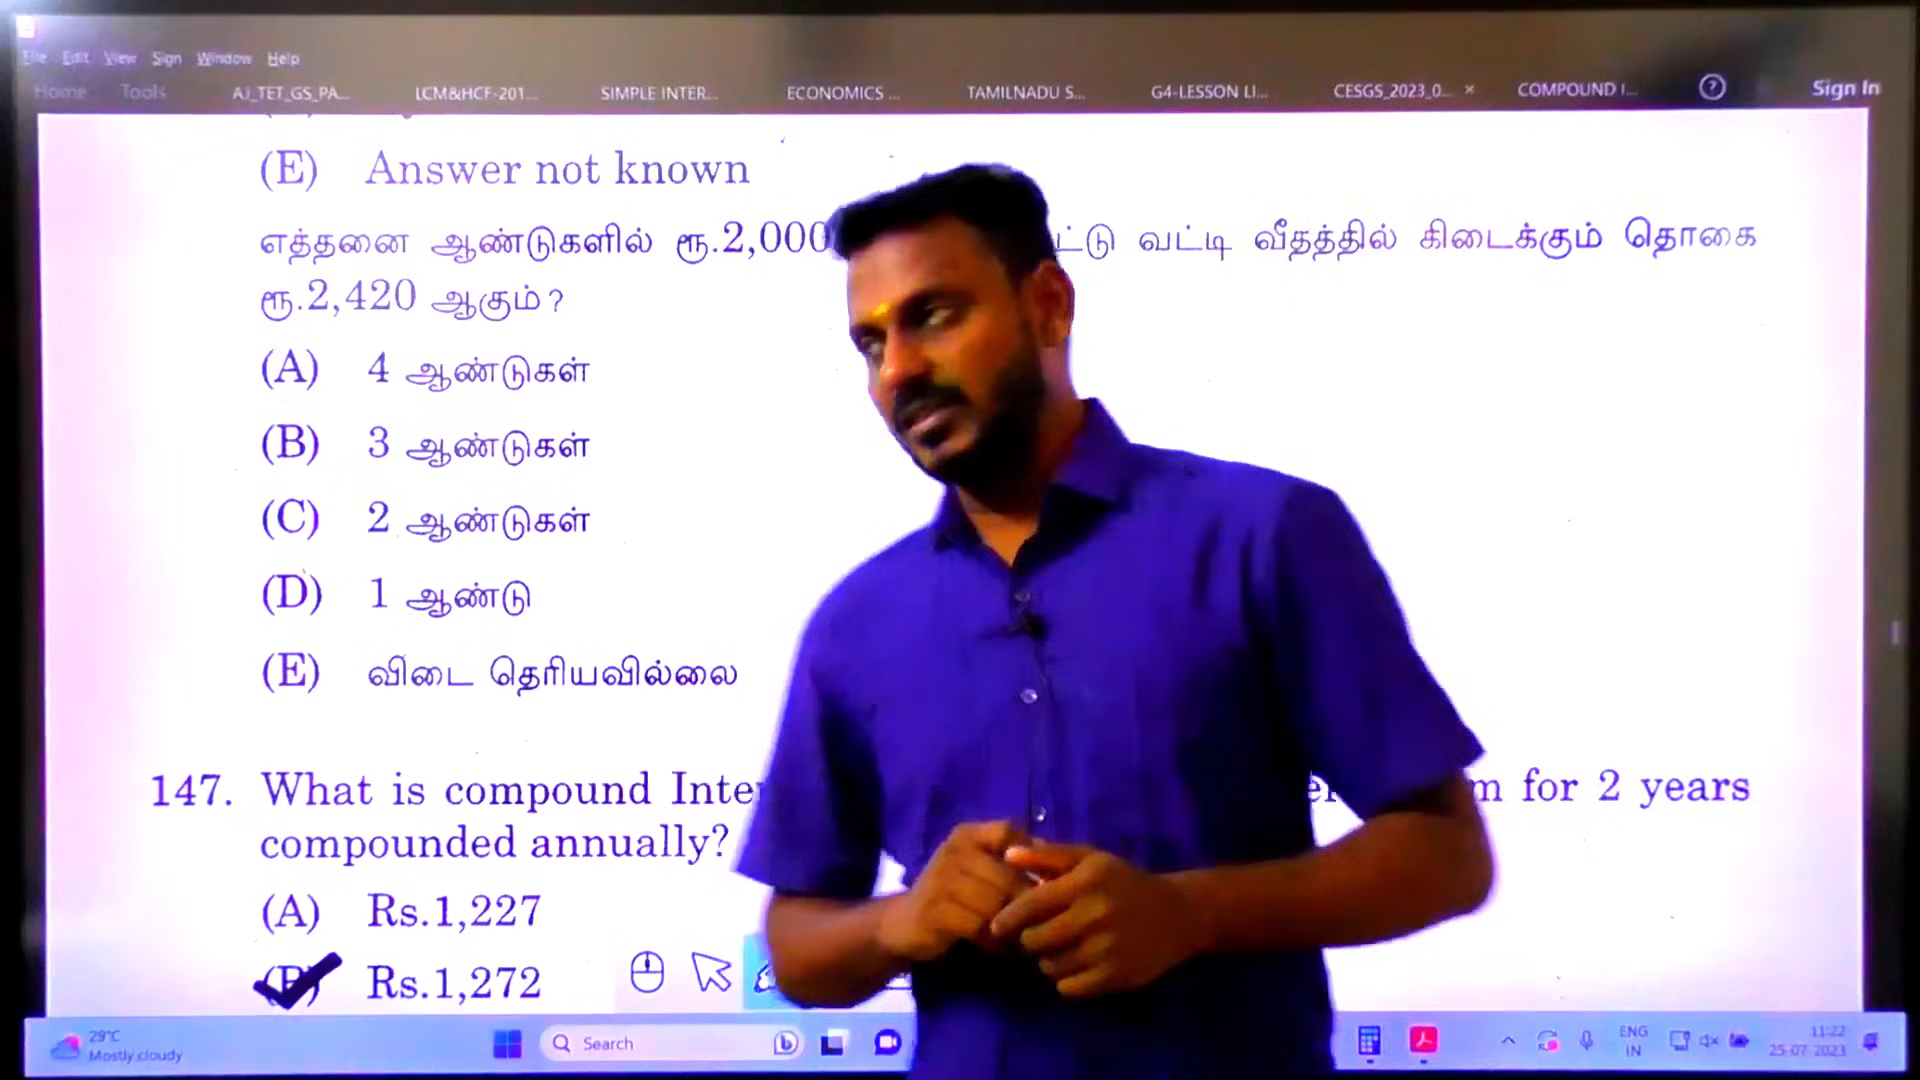 File Edit View Sign Window Help
Home Tools AJ_TET_GS_PA... LCM&HCF-201... SIMPLE INTER... ECONOMICS ... TAMILNADU S... G4-LESSON LI... CESGS_2023_0... × COMPOUND I... ? Sign In
(E) Answer not known
எத்தனை ஆண்டுகளில் ரூ.2,000 வட்டி வீதத்தில் கிடைக்கும் தொகை
ரூ.2,420 ஆகும்?
(A) 4 ஆண்டுகள்
(B) 3 ஆண்டுகள்
(C) 2 ஆண்டுகள்
(D) 1 ஆண்டு
(E) விடை தெரியவில்லை
147. What is compound for 2 years
compounded annually?
(A) Rs.1,227
(B) Rs.1,272
29°C
Mostly cloudy
Search
ENG
IN
11:22
25-07-2023